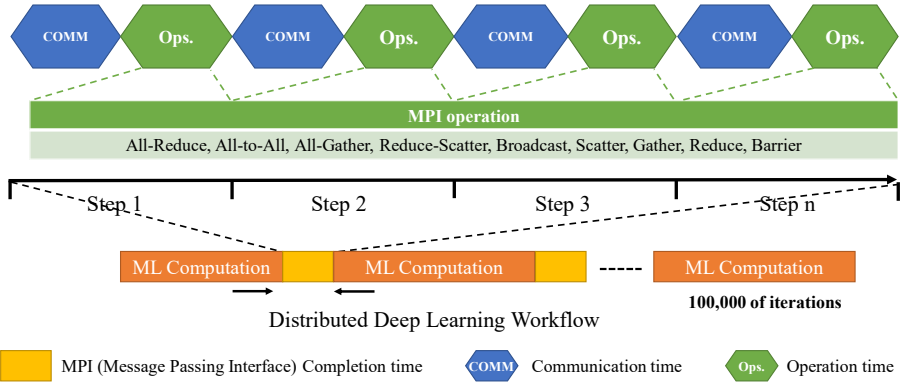 COMM Ops. COMM Ops. COMM Ops. COMM Ops.
MPI operation
All-Reduce, All-to-All, All-Gather, Reduce-Scatter, Broadcast, Scatter, Gather, Reduce, Barrier
Step 1 Step 2 Step 3 Step n
ML Computation ML Computation ML Computation
100,000 of iterations
Distributed Deep Learning Workflow
MPI (Message Passing Interface) Completion time COMM Communication time Ops. Operation time